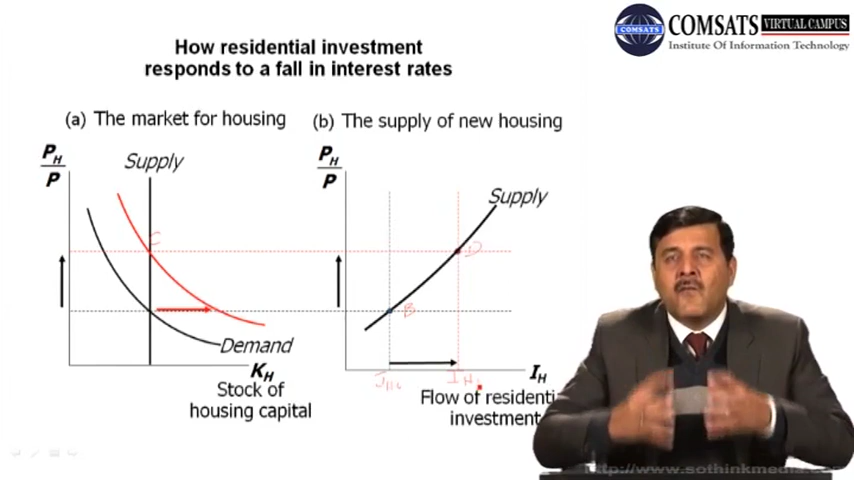 COMSATS
COMSATS VIRTUAL CAMPUS
Institute Of Information Technology
How residential investment
responds to a fall in interest rates
(a) The market for housing
(b) The supply of new housing
P_H
P
Supply
C
Demand
K_H
Stock of
housing capital
P_H
P
Supply
D
B
I_H
I_H
Flow of residenti
investment
http://www.sothinkmedia.com